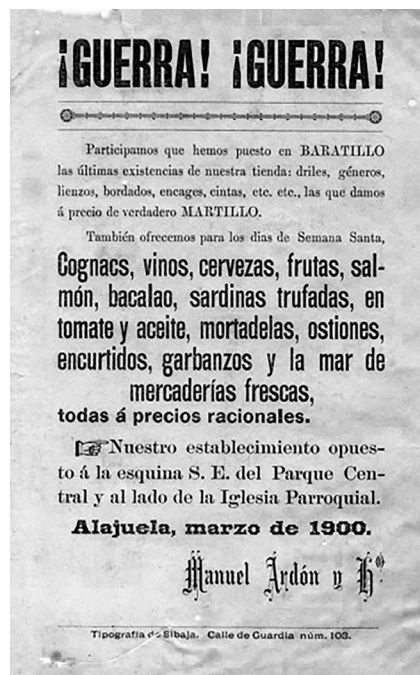 ¡GUERRA! ¡GUERRA!
Participamos que hemos puesto en BARATILLO
las últimas existencias de nuestra tienda: driles, géneros,
lienzos, bordados, encages, cintas, etc. etc., las que damos
á precio de verdadero MARTILLO.
También ofrecemos para los dias de Semana Santa,
Cognacs, vinos, cervezas, frutas, sal-
món, bacalao, sardinas trufadas, en
tomate y aceite, mortadelas, ostiones,
encurtidos, garbanzos y la mar de
mercaderías frescas,
todas á precios racionales.
Nuestro establecimiento opues-
to á la esquina S. E. del Parque Cen-
tral y al lado de la Iglesia Parroquial.
Alajuela, marzo de 1900.
Manuel Ardón y Hº
Tipografía de Sibaja. Calle de Guardia núm. 103.